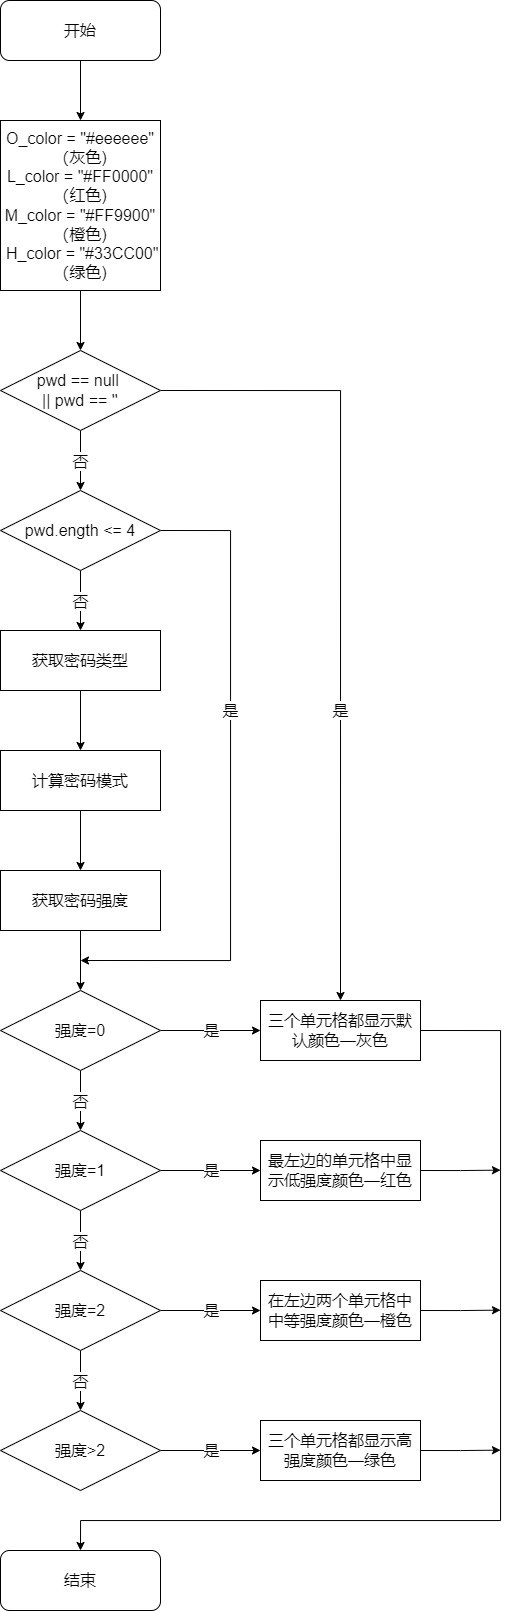 开始
O_color = "#eeeeee"
（灰色）
L_color = "#FF0000"
（红色）
M_color = "#FF9900"
（橙色）
H_color = "#33CC00"
（绿色）
pwd == null
|| pwd == ''
否
pwd.ength <= 4
否
获取密码类型
是
是
计算密码模式
获取密码强度
强度=0
是
三个单元格都显示默
认颜色—灰色
否
强度=1
是
最左边的单元格中显
示低强度颜色—红色
否
强度=2
是
在左边两个单元格中
中等强度颜色—橙色
否
强度>2
是
三个单元格都显示高
强度颜色—绿色
结束